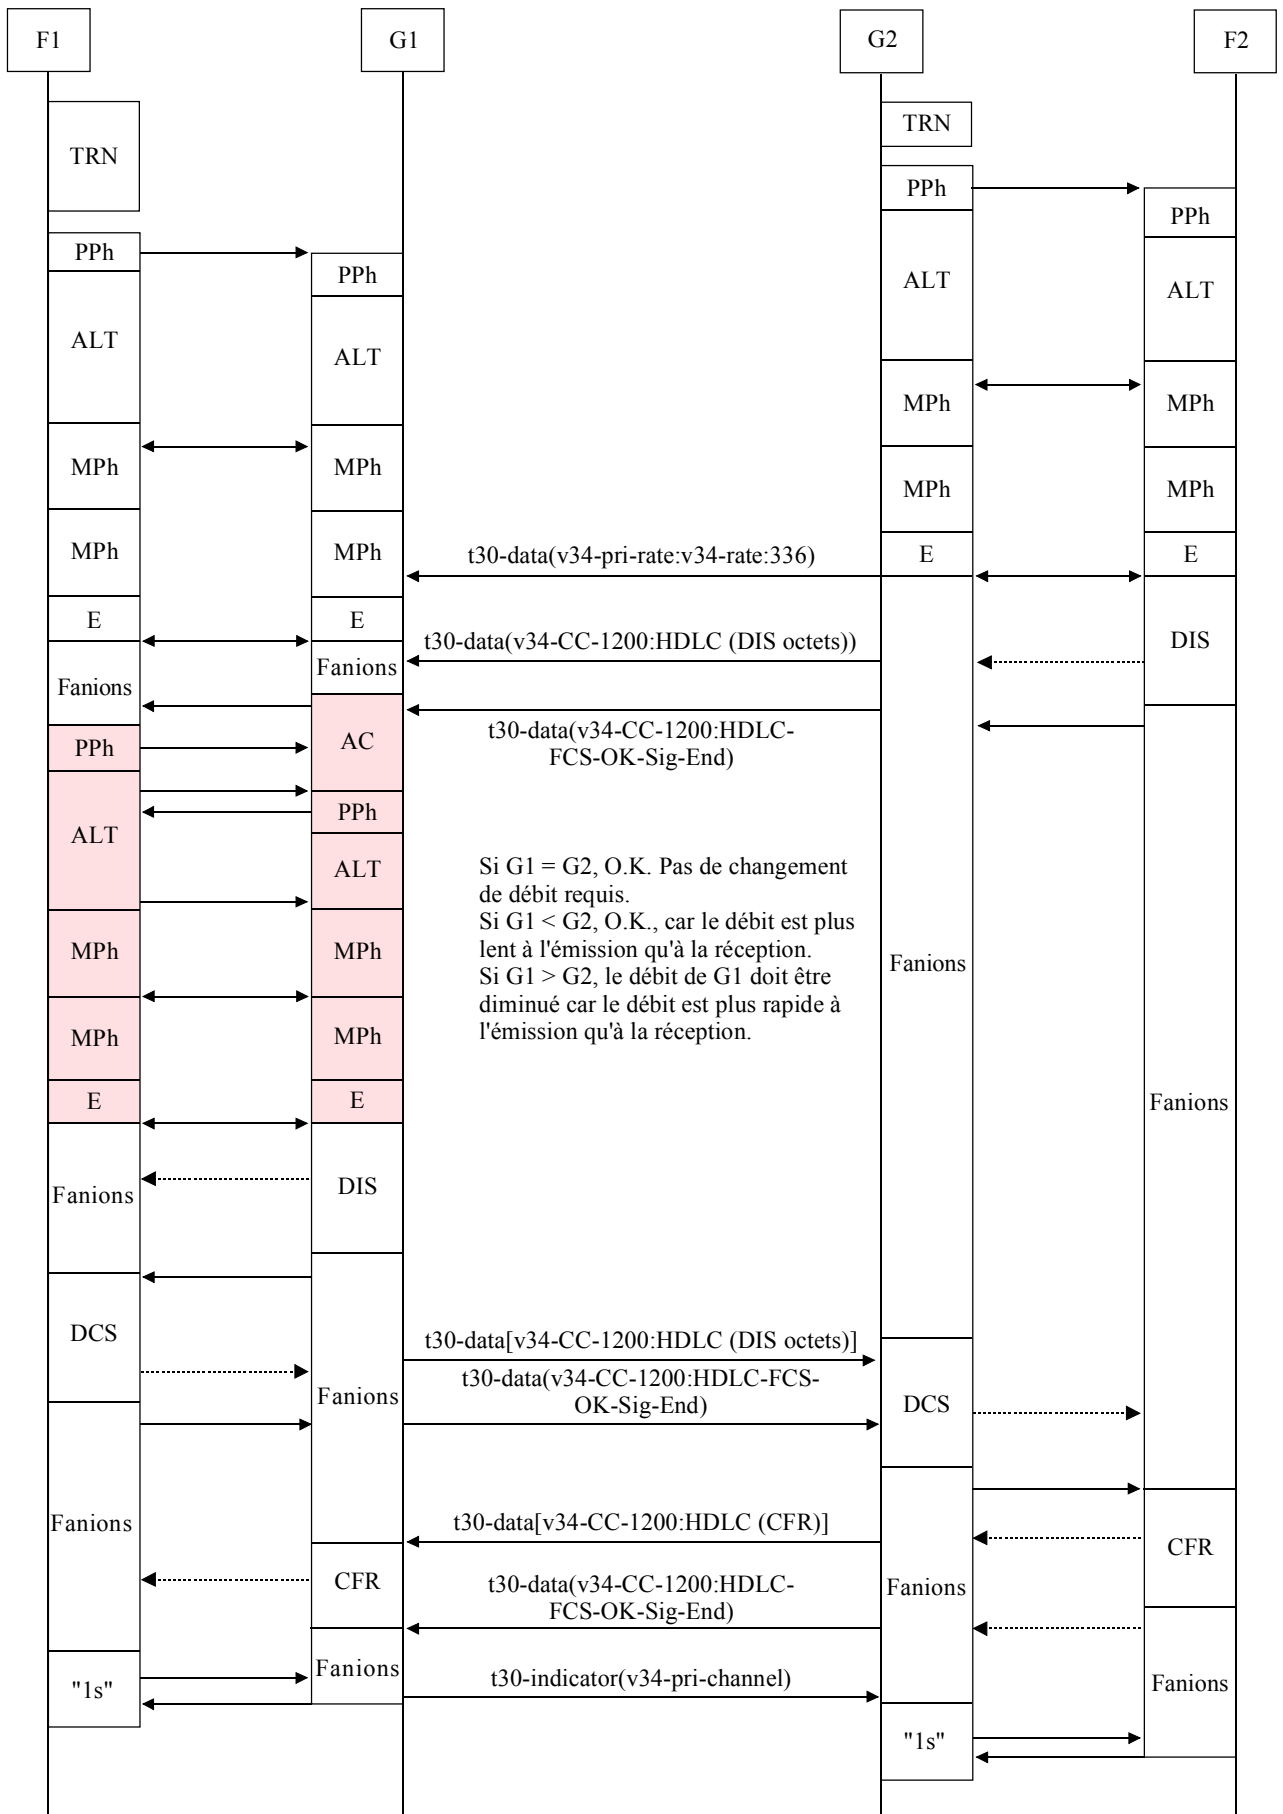 F1
G1
G2
F2
TRN
TRN
PPh
PPh
PPh
PPh
ALT
ALT
ALT
ALT
MPh
MPh
MPh
MPh
MPh
MPh
MPh
MPh
t30-data(v34-pri-rate:v34-rate:336)
E
E
E
E
t30-data(v34-CC-1200:HDLC (DIS octets))
DIS
Fanions
Fanions
PPh
AC
t30-data(v34-CC-1200:HDLC-
FCS-OK-Sig-End)
PPh
ALT
ALT
Si G1 = G2, O.K. Pas de changement
de débit requis.
Si G1 < G2, O.K., car le débit est plus
lent à l'émission qu'à la réception.
Si G1 > G2, le débit de G1 doit être
diminué car le débit est plus rapide à
l'émission qu'à la réception.
MPh
MPh
Fanions
MPh
MPh
E
E
Fanions
Fanions
DIS
DCS
t30-data[v34-CC-1200:HDLC (DIS octets)]
t30-data(v34-CC-1200:HDLC-FCS-
OK-Sig-End)
Fanions
DCS
Fanions
t30-data[v34-CC-1200:HDLC (CFR)]
CFR
CFR
t30-data(v34-CC-1200:HDLC-
FCS-OK-Sig-End)
Fanions
Fanions
t30-indicator(v34-pri-channel)
"1s"
Fanions
"1s"